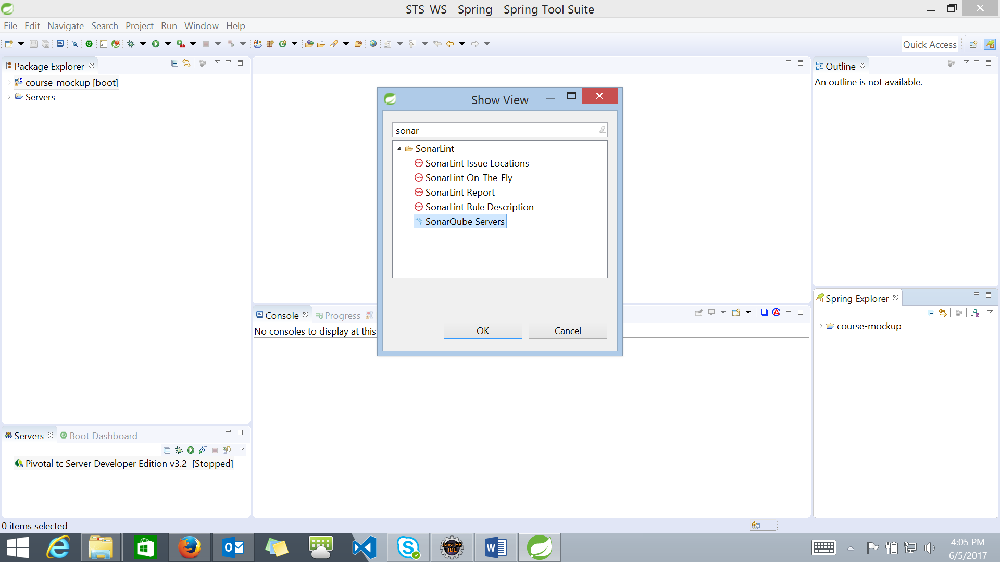 STS_WS - Spring - Spring Tool Suite
File Edit Navigate Search Project Run Window Help
Quick Access
Package Explorer
course-mockup [boot]
Servers
Outline
An outline is not available.
Show View
sonar
SonarLint
SonarLint Issue Locations
SonarLint On-The-Fly
SonarLint Report
SonarLint Rule Description
SonarQube Servers
OK Cancel
Console Progress
No consoles to display at this
Spring Explorer
course-mockup
Servers Boot Dashboard
Pivotal tc Server Developer Edition v3.2 [Stopped]
0 items selected
Java EE
IDE
4:05 PM
6/5/2017